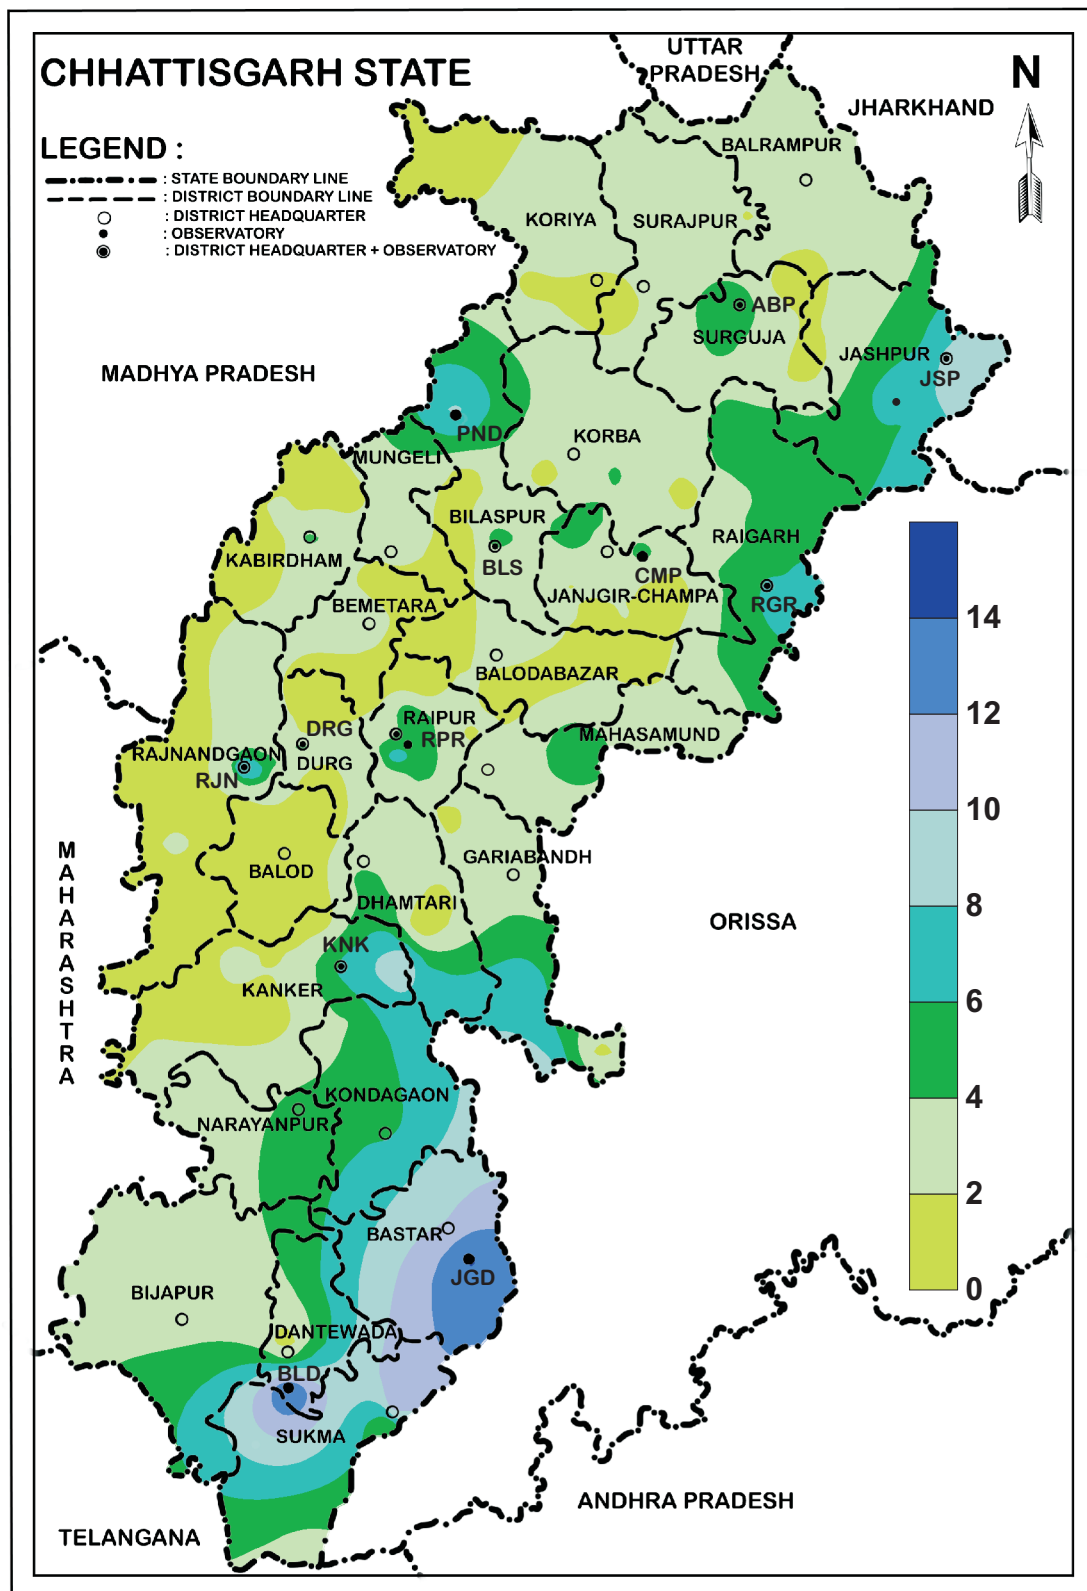 CHHATTISGARH STATE
UTTAR
PRADESH
N
JHARKHAND
LEGEND :
: STATE BOUNDARY LINE
: DISTRICT BOUNDARY LINE
: DISTRICT HEADQUARTER
: OBSERVATORY
: DISTRICT HEADQUARTER + OBSERVATORY
BALRAMPUR
KORIYA
SURAJPUR
ABP
SURGUJA
JASHPUR
JSP
MADHYA PRADESH
PND
KORBA
MUNGELI
BILASPUR
BLS
RAIGARH
KABIRDHAM
CMP
JANJGIR-CHAMPA
RGR
BEMETARA
BALODABAZAR
DRG
RAIPUR
RPR
MAHASAMUND
RAJNANDGAON
DURG
RJN
BALOD
GARIABANDH
DHAMTARI
MAHARASHTRA
ORISSA
KNK
KANKER
KONDAGAON
NARAYANPUR
BASTAR
JGD
BIJAPUR
DANTEWADA
BLD
SUKMA
14
12
10
8
6
4
2
0
ANDHRA PRADESH
TELANGANA